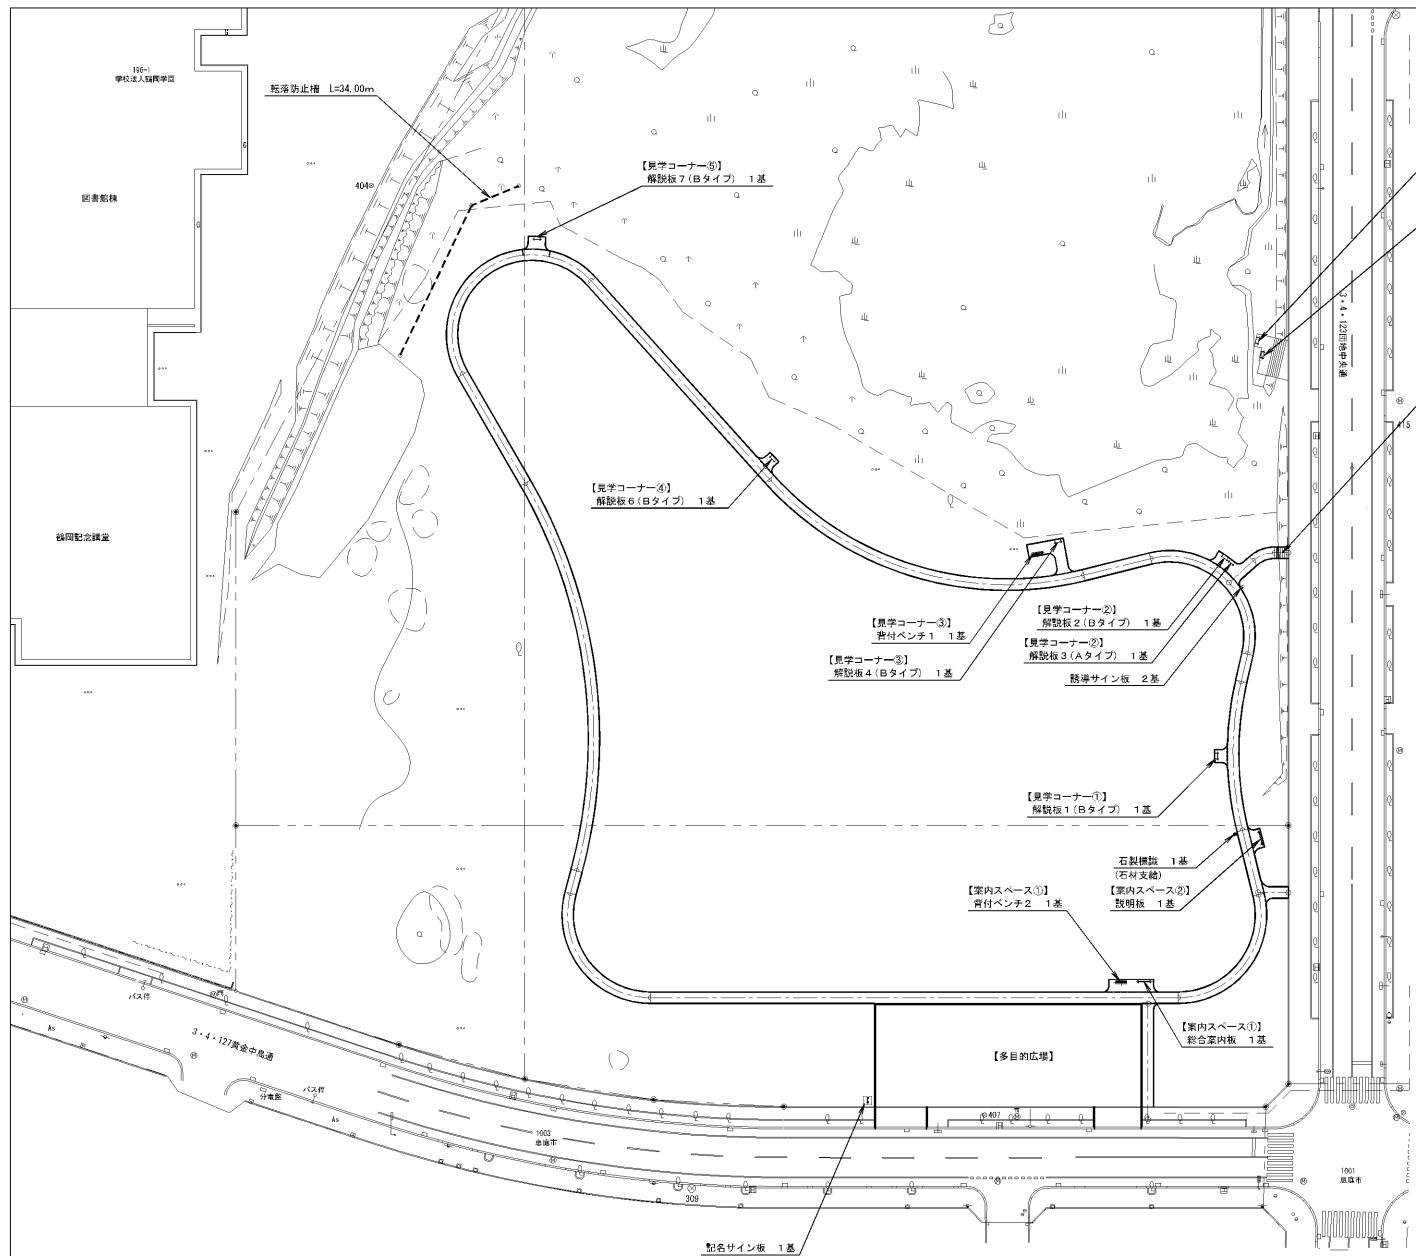 196-1
学校法人鶴岡学園
転落防止柵 L=34,00m
図書館棟
404
【見学コーナー⑤】
解説板7(Bタイプ) 1基
3・4・123団地中央通
415
【見学コーナー④】
解説板6(Bタイプ) 1基
鶴岡記念講堂
【見学コーナー③】
背付ベンチ1 1基
【見学コーナー③】
解説板4(Bタイプ) 1基
【見学コーナー②】
解説板2(Bタイプ) 1基
【見学コーナー②】
解説板3(Aタイプ) 1基
誘導サイン板 2基
【見学コーナー①】
解説板1(Bタイプ) 1基
石製標識 1基
(石材支給)
【案内スペース②】
説明板 1基
【案内スペース①】
背付ベンチ2 1基
【案内スペース①】
総合案内板 1基
【多目的広場】
バス停
As
3・4・127黄金中島通
分電盤
バス停
As
407
1003
恵庭市
309
1001
恵庭市
記名サイン板 1基